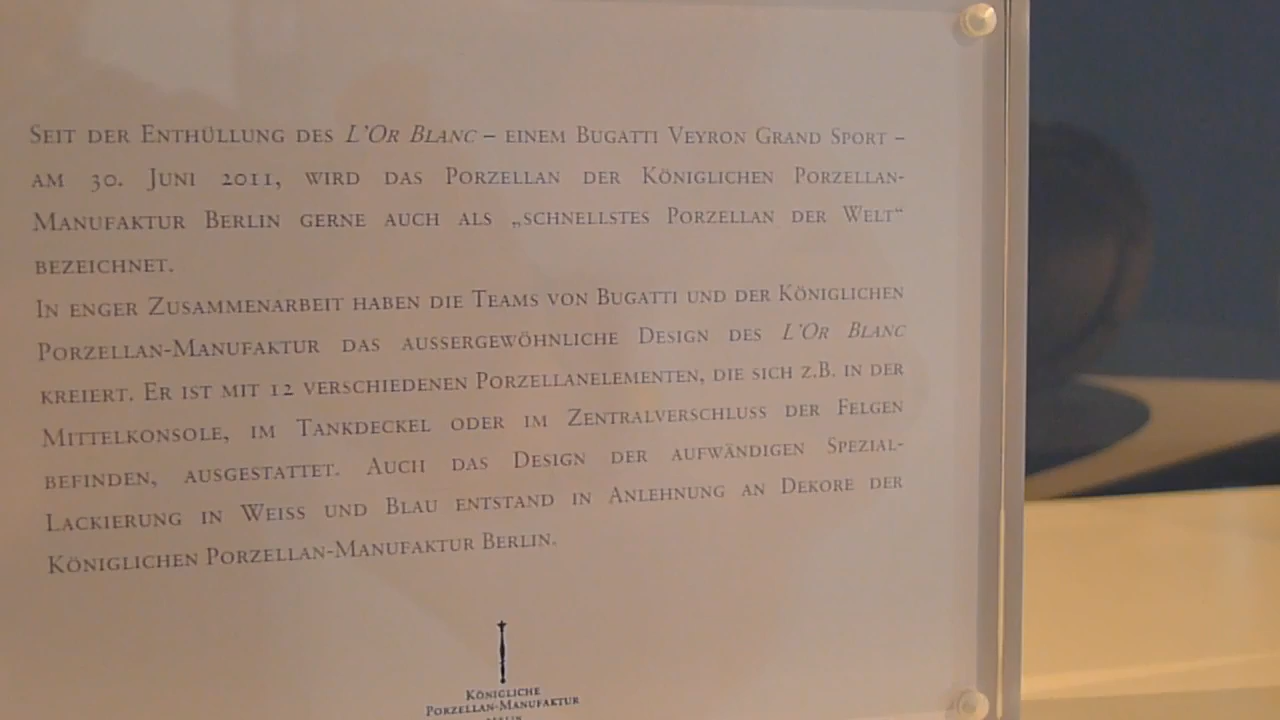 Seit der Enthüllung des L'Or Blanc – einem Bugatti Veyron Grand Sport –
am 30. Juni 2011, wird das Porzellan der Königlichen Porzellan-
Manufaktur Berlin gerne auch als „schnellstes Porzellan der Welt“
bezeichnet.
In enger Zusammenarbeit haben die Teams von Bugatti und der Königlichen
Porzellan-Manufaktur das aussergewöhnliche Design des L'Or Blanc
kreiert. Er ist mit 12 verschiedenen Porzellanelementen, die sich z.B. in der
Mittelkonsole, im Tankdeckel oder im Zentralverschluss der Felgen
befinden, ausgestattet. Auch das Design der aufwändigen Spezial-
Lackierung in Weiss und Blau entstand in Anlehnung an Dekore der
Königlichen Porzellan-Manufaktur Berlin.
Königliche
Porzellan-Manufaktur
Berlin